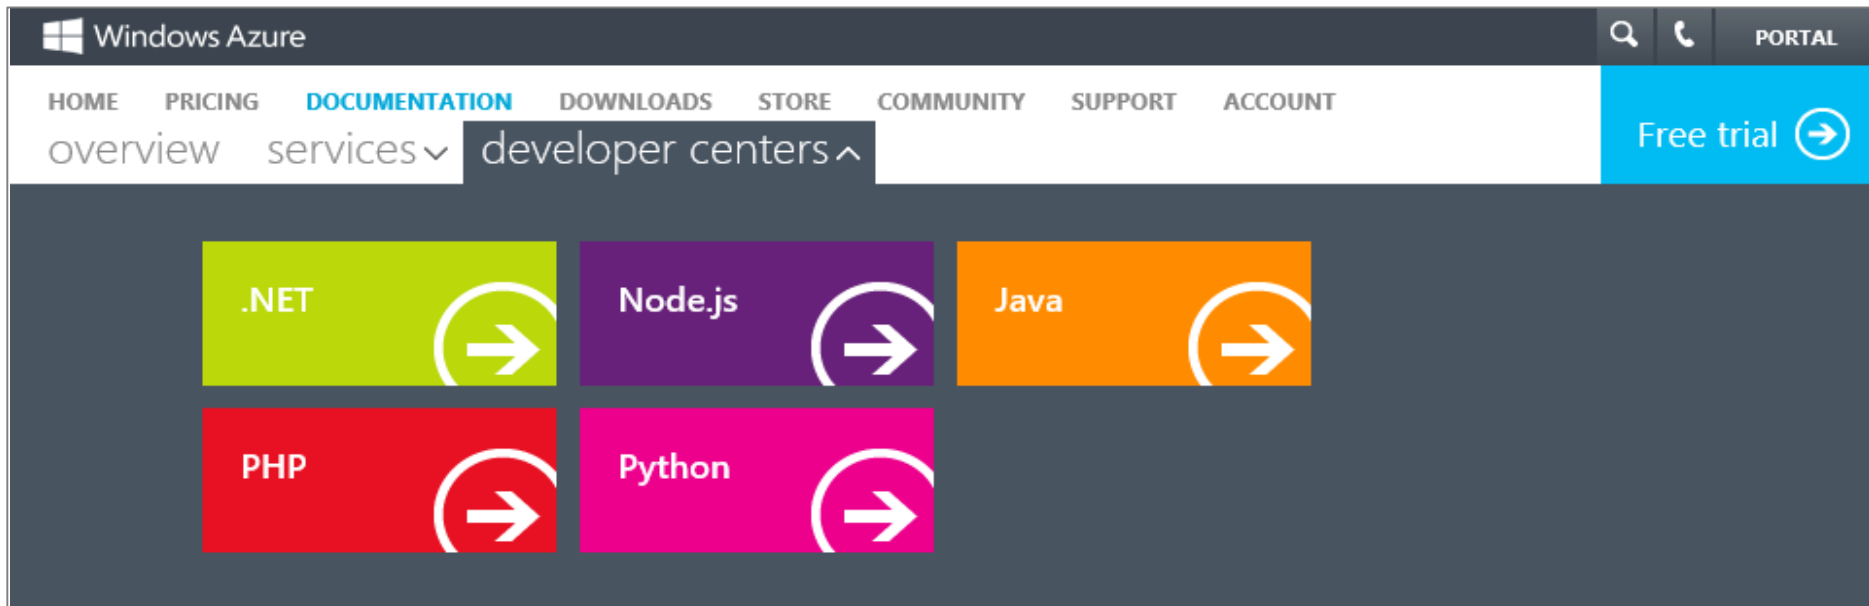 Windows Azure PORTAL
HOME PRICING DOCUMENTATION DOWNLOADS STORE COMMUNITY SUPPORT ACCOUNT
overview services developer centers Free trial
.NET Node.js Java
PHP Python